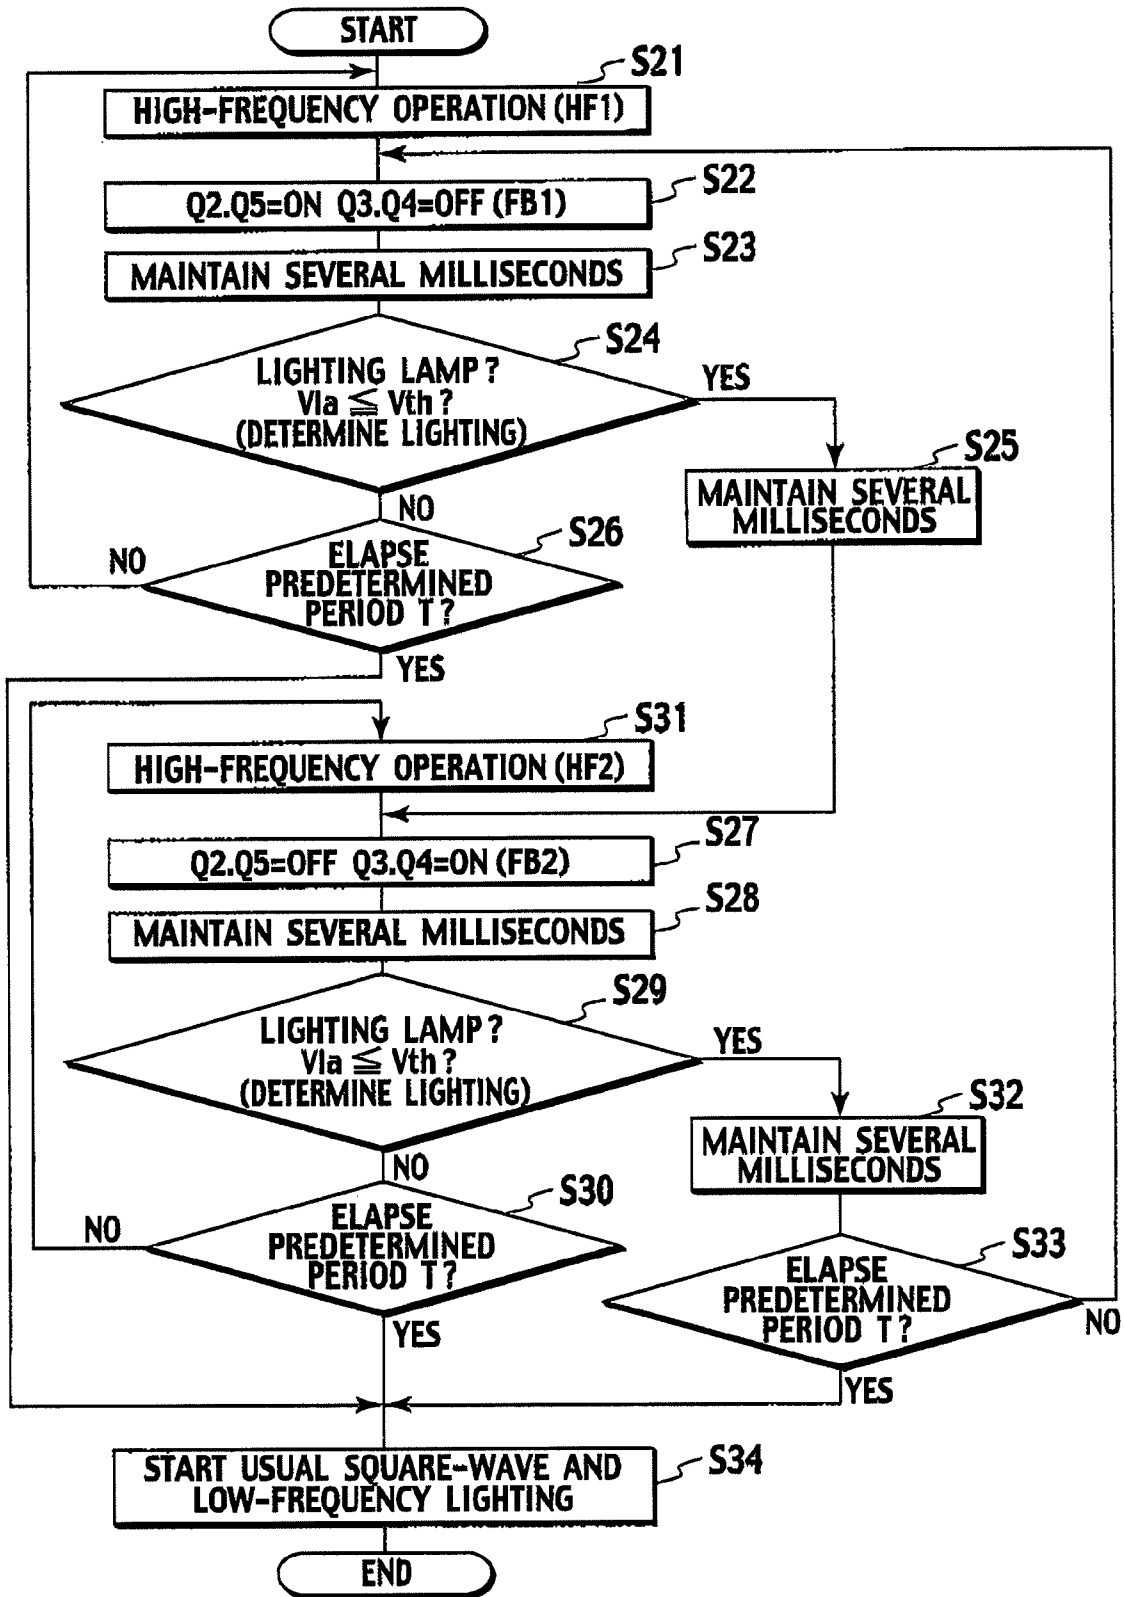 START
S21
HIGH-FREQUENCY OPERATION (HF1)
S22
Q2.Q5=ON Q3.Q4=OFF (FB1)
S23
MAINTAIN SEVERAL MILLISECONDS
S24
LIGHTING LAMP?
Vla ≦ Vth?
(DETERMINE LIGHTING)
YES
S25
MAINTAIN SEVERAL
MILLISECONDS
NO
S26
ELAPSE
PREDETERMINED
PERIOD T?
NO
YES
S31
HIGH-FREQUENCY OPERATION (HF2)
S27
Q2.Q5=OFF Q3.Q4=ON (FB2)
S28
MAINTAIN SEVERAL MILLISECONDS
S29
LIGHTING LAMP?
Vla ≦ Vth?
(DETERMINE LIGHTING)
YES
S32
MAINTAIN SEVERAL
MILLISECONDS
NO
S30
ELAPSE
PREDETERMINED
PERIOD T?
NO
YES
S33
ELAPSE
PREDETERMINED
PERIOD T?
NO
YES
S34
START USUAL SQUARE-WAVE AND
LOW-FREQUENCY LIGHTING
END